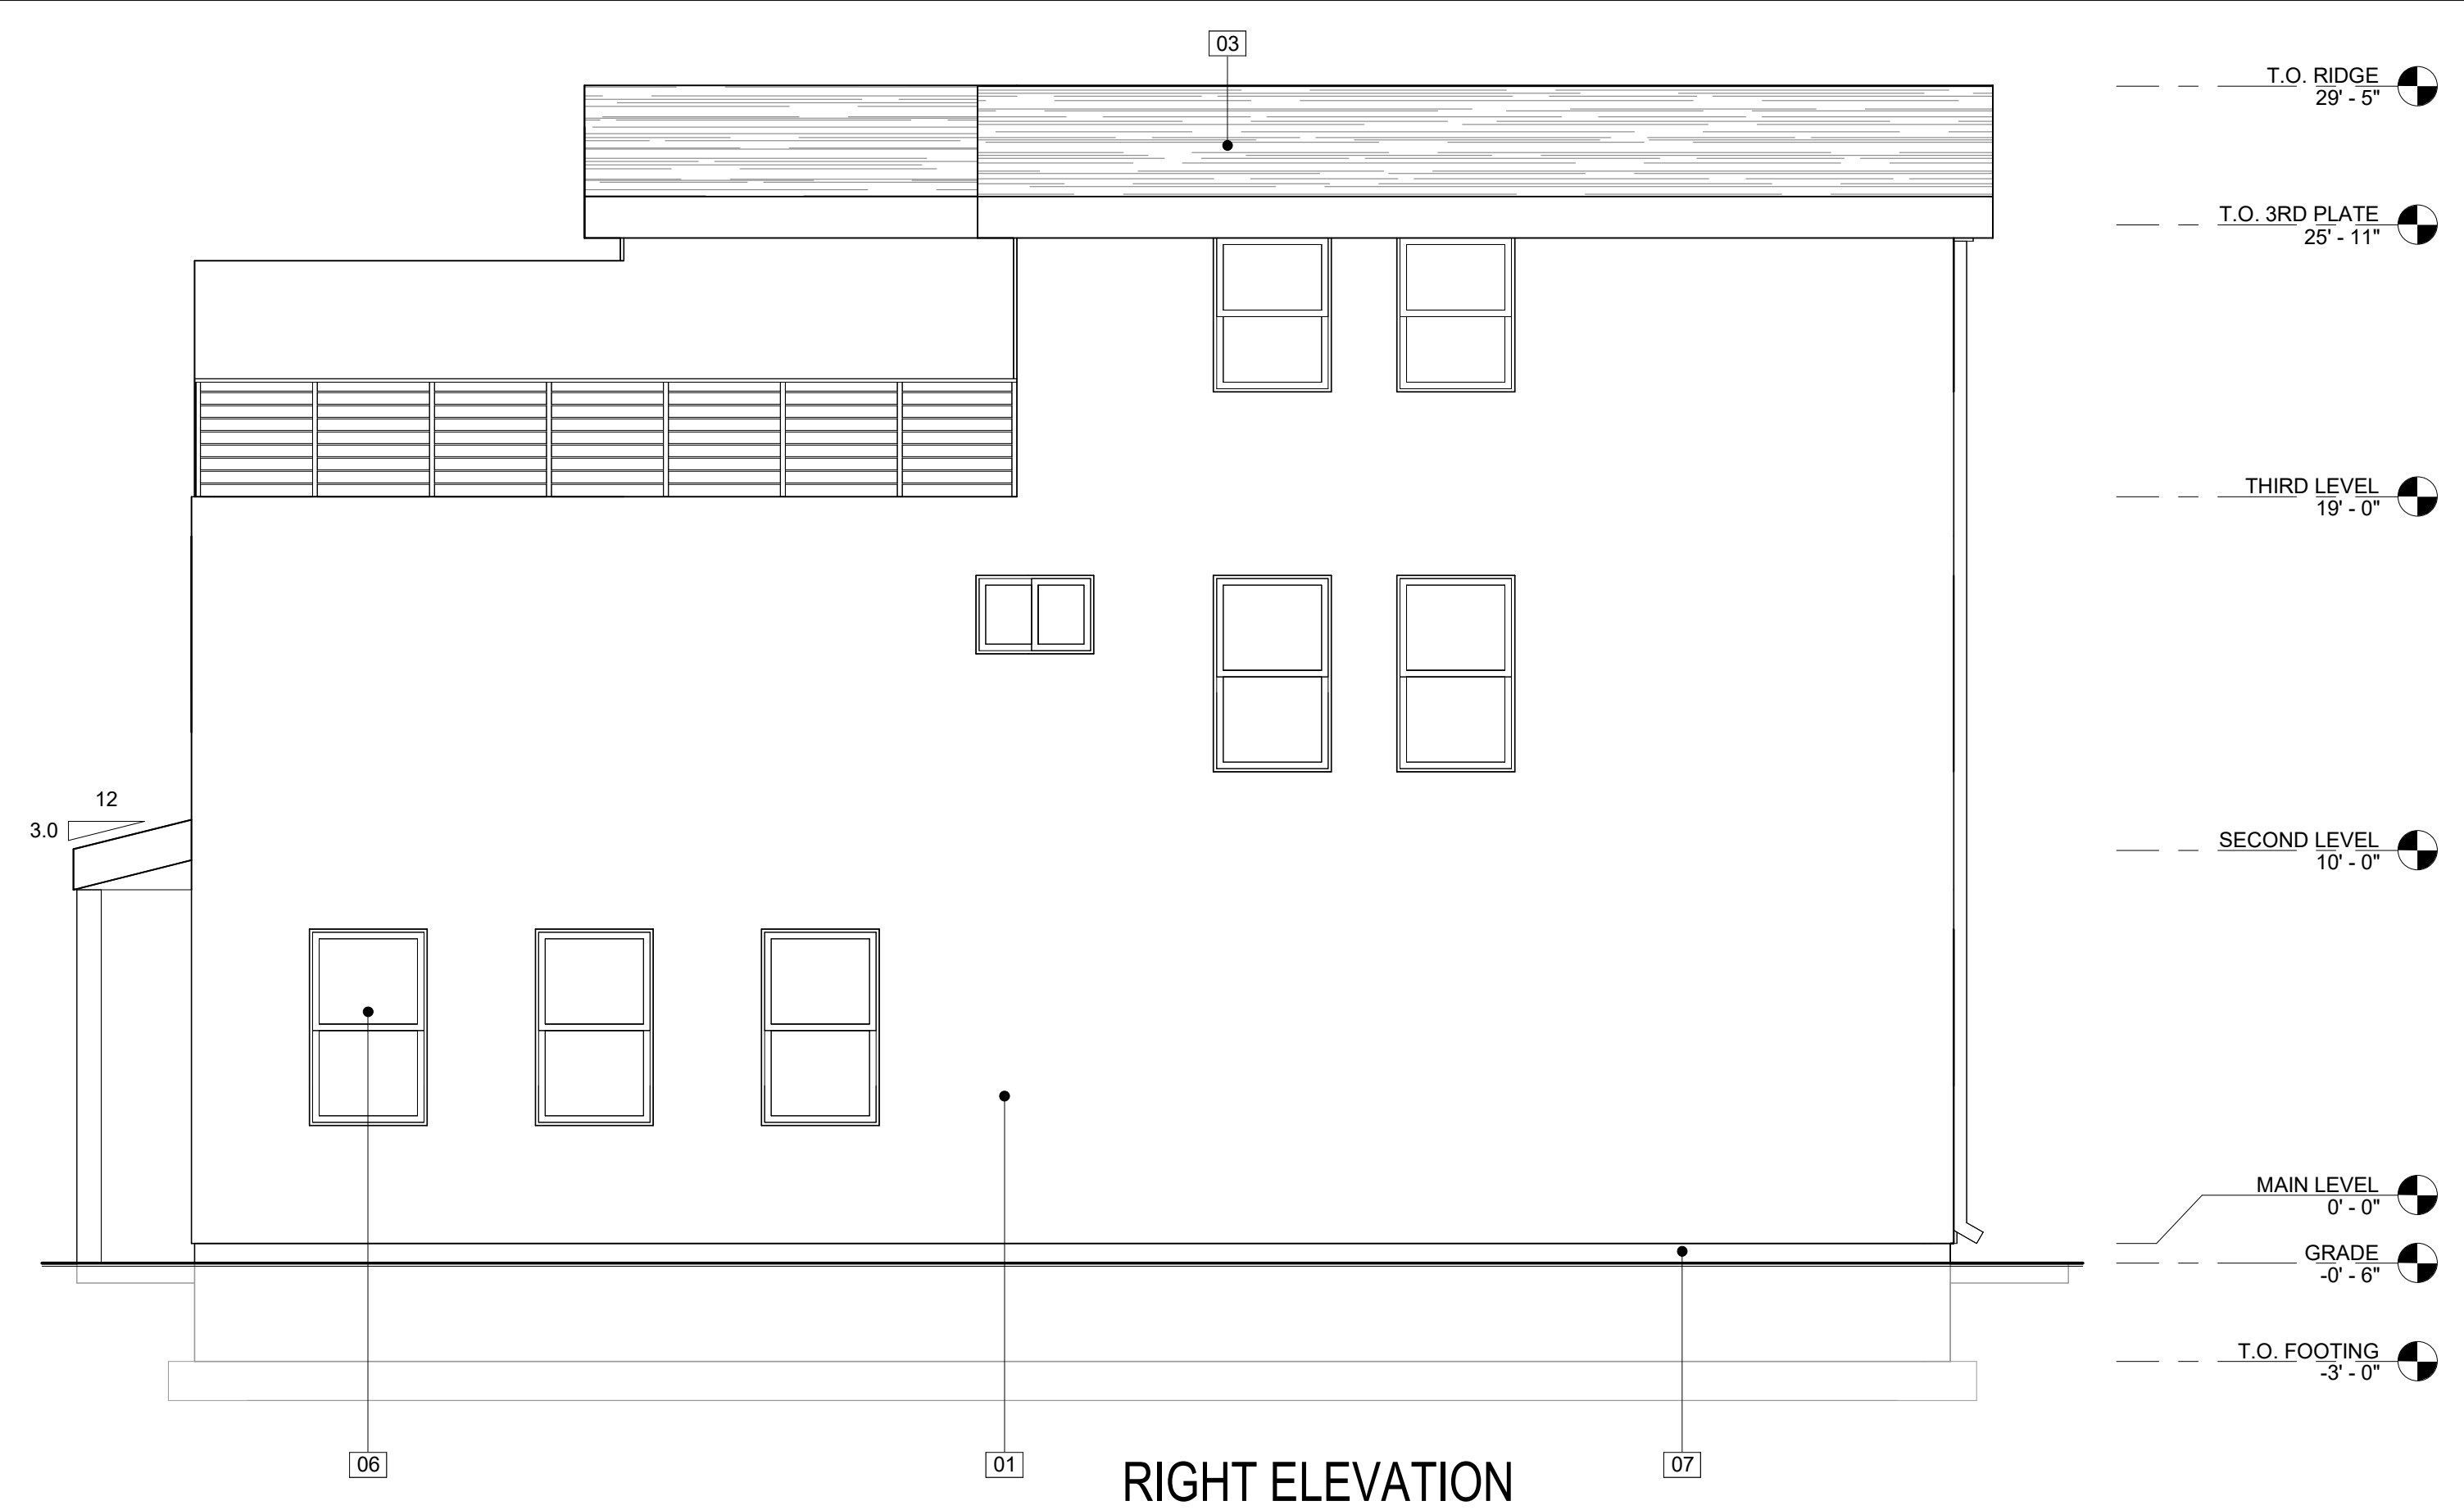 03
T.O. RIDGE
29' - 5"
T.O. 3RD PLATE
25' - 11"
THIRD LEVEL
19' - 0"
12
3.0
SECOND LEVEL
10' - 0"
MAIN LEVEL
0' - 0"
GRADE
-0' - 6"
T.O. FOOTING
-3' - 0"
06
01
07
RIGHT ELEVATION